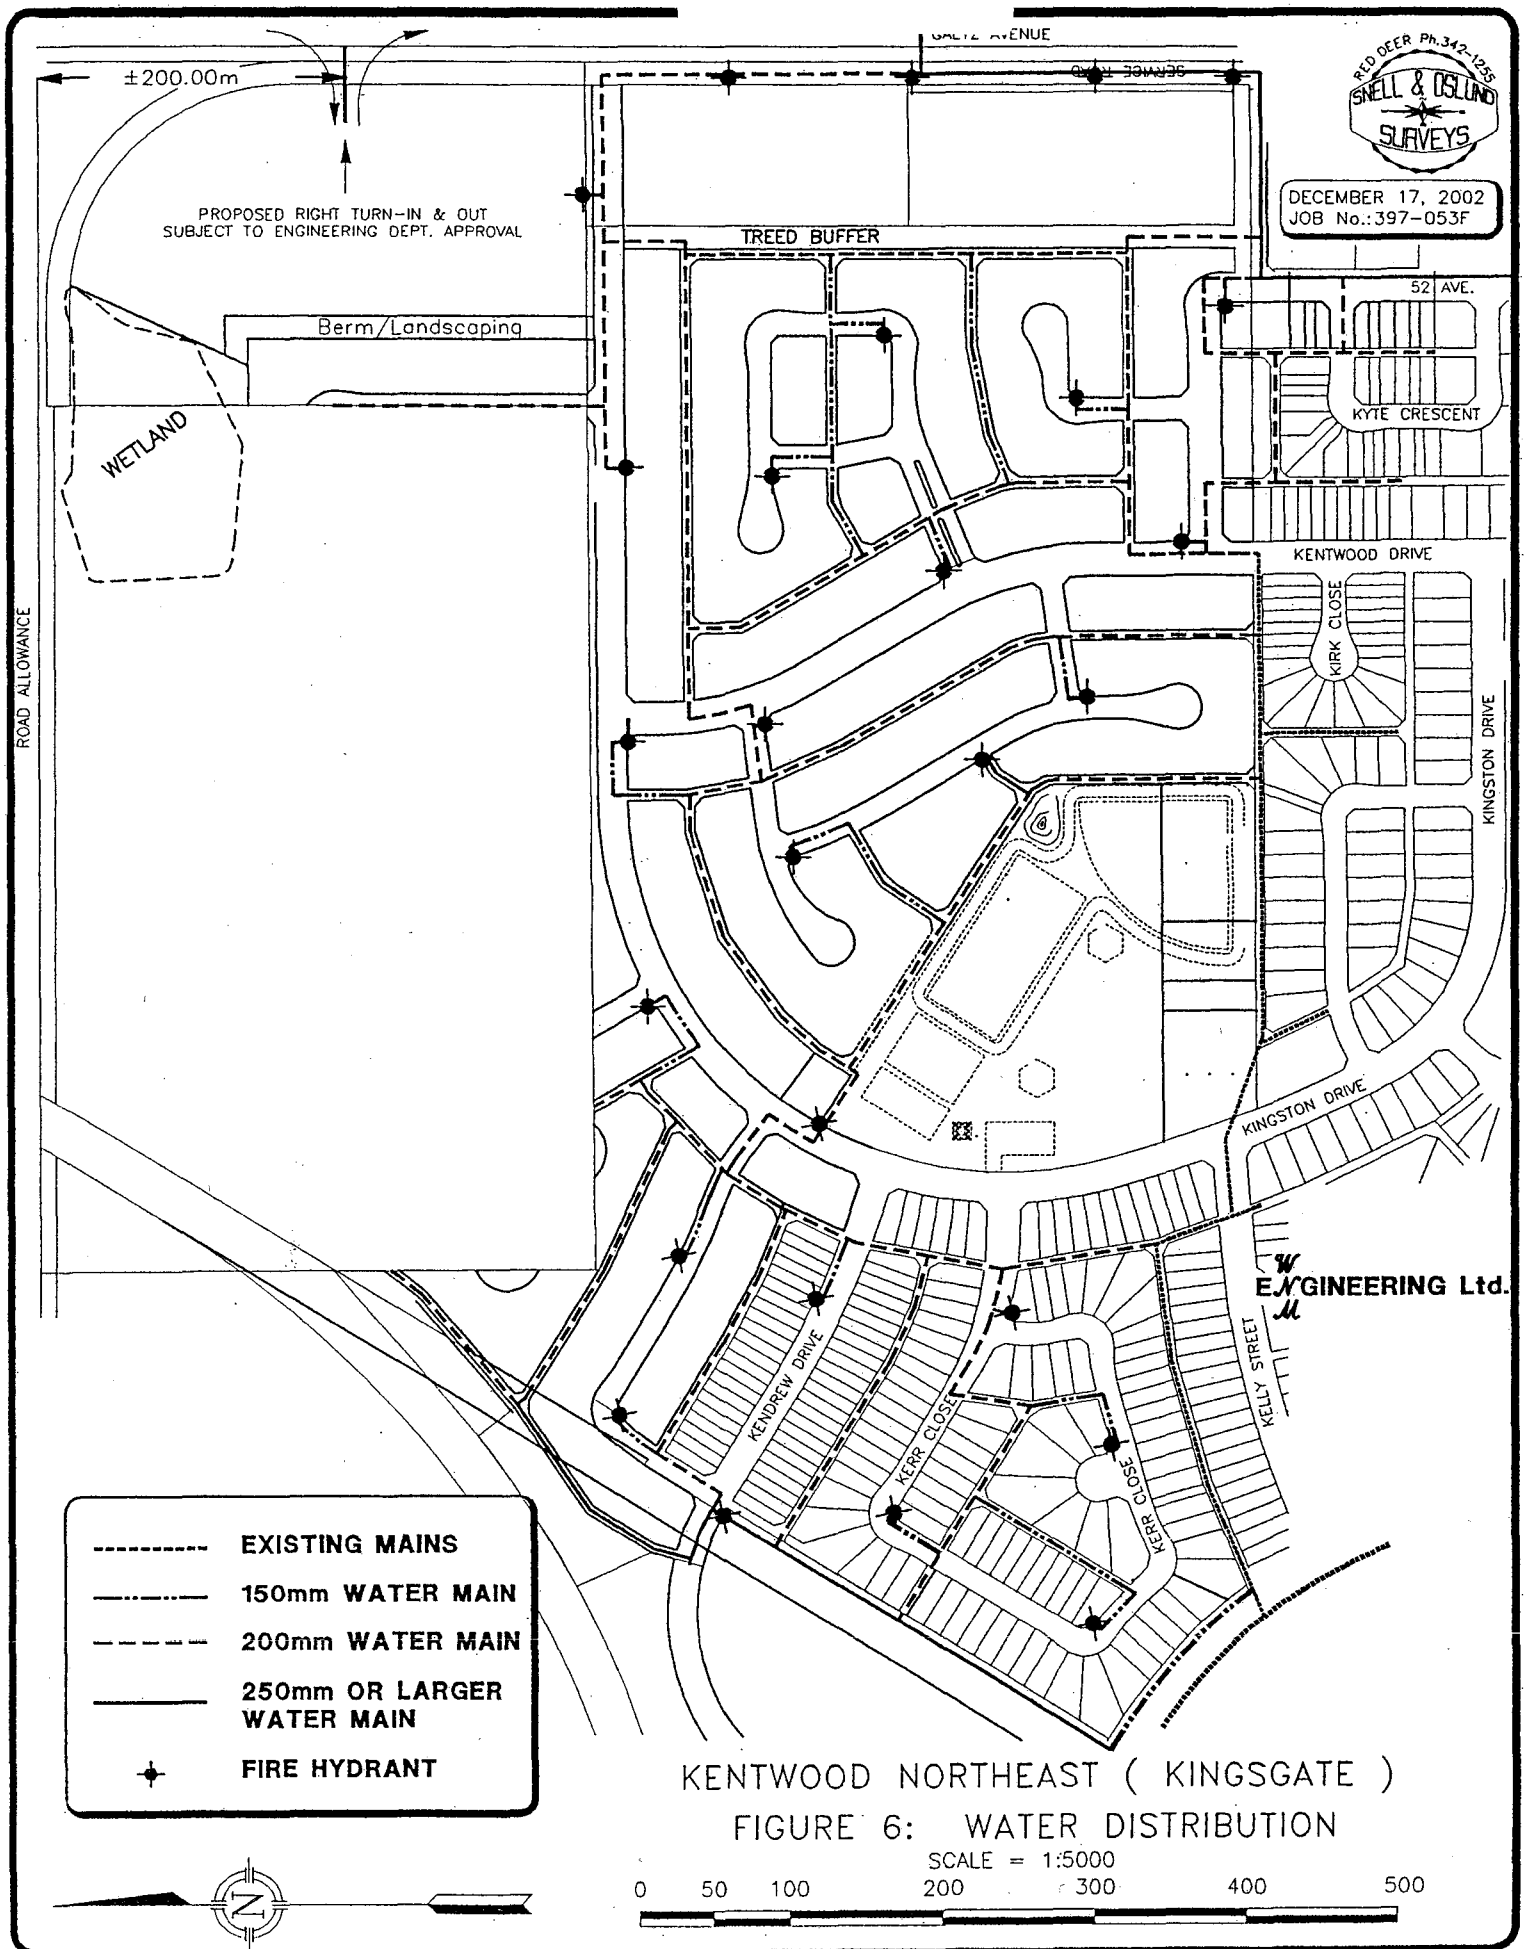 GAETZ AVENUE
SERVICE ROAD
±200.00m
RED DEER Ph.342-1255
SNELL & OSLUND
SURVEYS
DECEMBER 17, 2002
JOB No.:397-053F
PROPOSED RIGHT TURN-IN & OUT
SUBJECT TO ENGINEERING DEPT. APPROVAL
TREED BUFFER
52 AVE.
Berm/Landscaping
KYTE CRESCENT
WETLAND
KENTWOOD DRIVE
KIRK CLOSE
ROAD ALLOWANCE
KINGSTON DRIVE
KINGSTON DRIVE
W
ENGINEERING Ltd.
M
KELLY STREET
KENDREW DRIVE
KERR CLOSE
KERR CLOSE
EXISTING MAINS
150mm WATER MAIN
200mm WATER MAIN
250mm OR LARGER
WATER MAIN
FIRE HYDRANT
KENTWOOD NORTHEAST ( KINGSGATE )
FIGURE 6: WATER DISTRIBUTION
SCALE = 1:5000
0 50 100 200 300 400 500
N